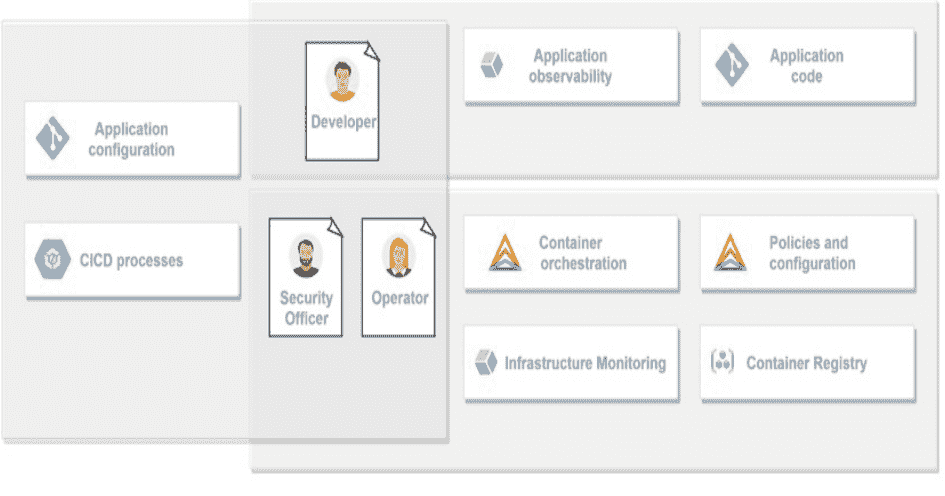 Application
configuration
CICD processes
Developer
Application
observability
Application
code
Security
Officer
Operator
Container
orchestration
Policies and
configuration
Infrastructure Monitoring
Container Registry